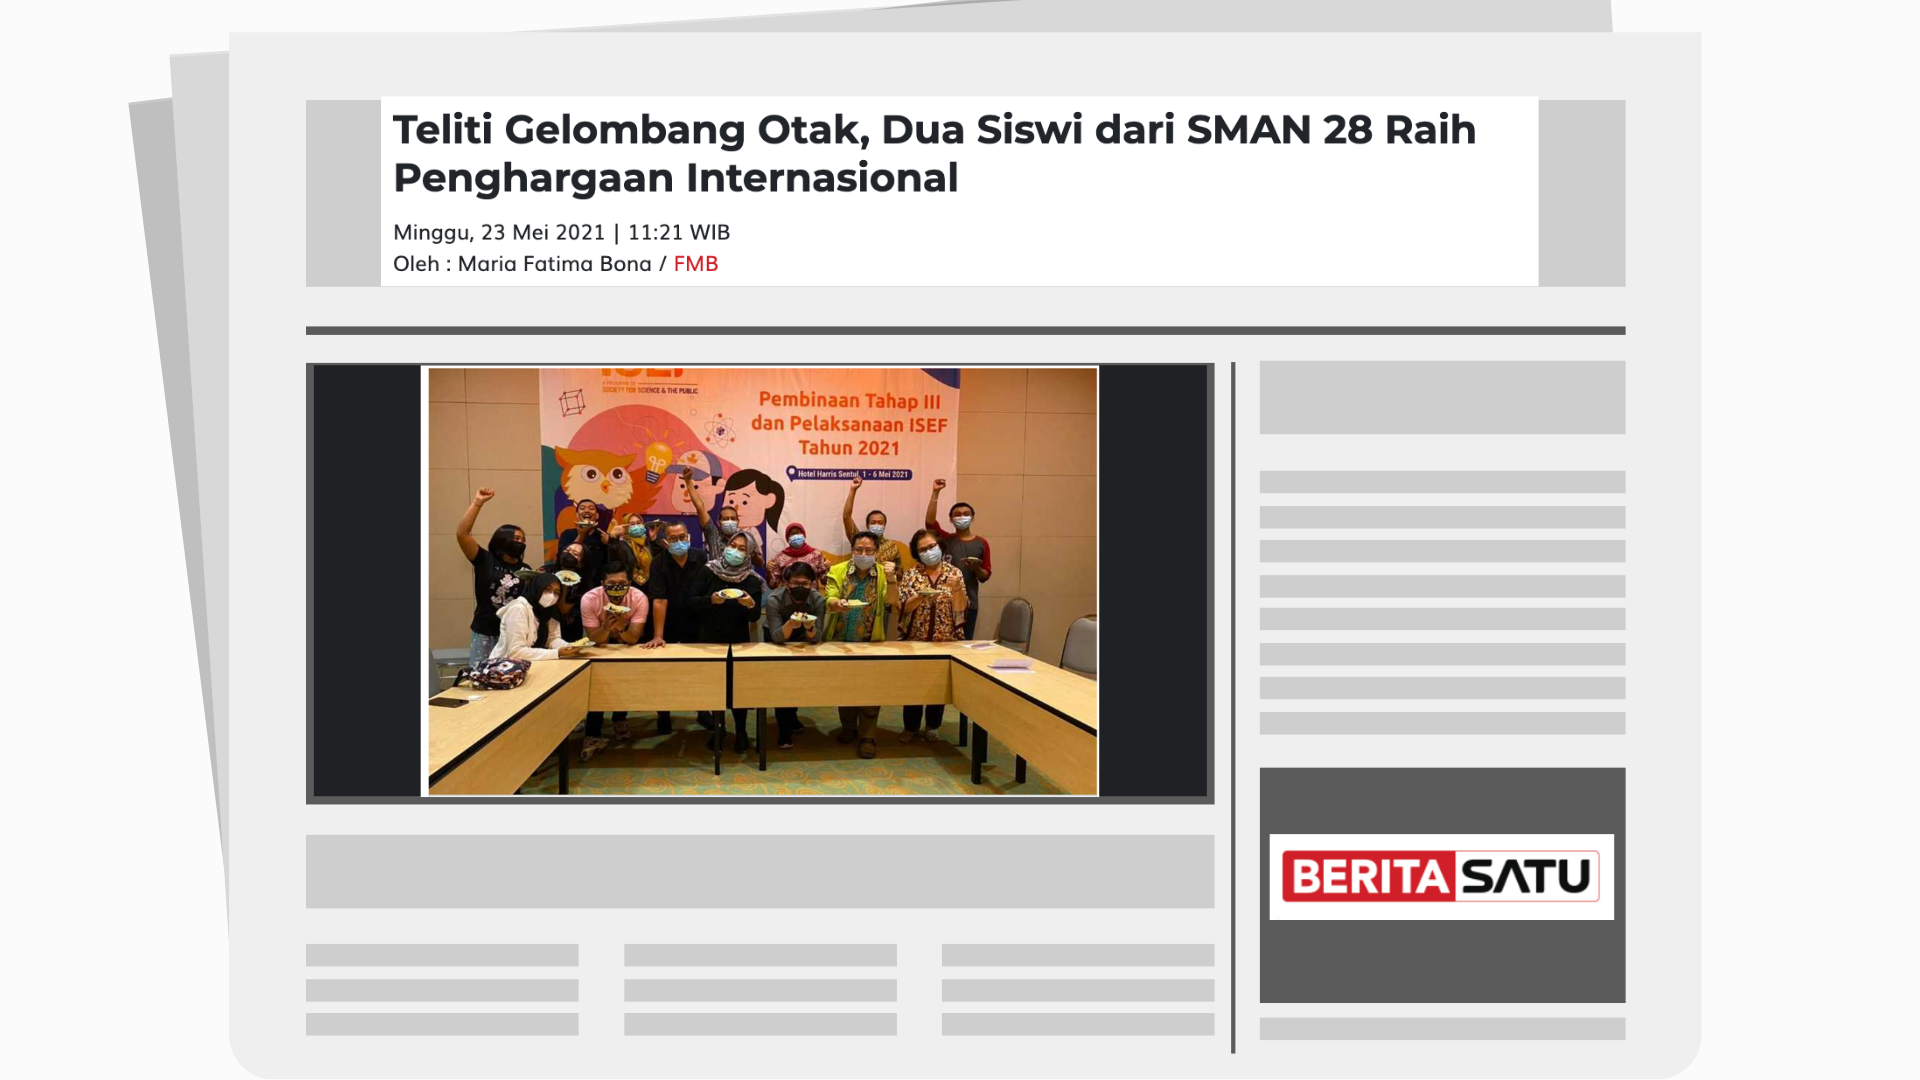 Teliti Gelombang Otak, Dua Siswi dari SMAN 28 Raih
Penghargaan Internasional
Minggu, 23 Mei 2021 | 11:21 WIB
Oleh : Maria Fatima Bona / FMB
ISEF
SOCIETY FOR SCIENCE & THE PUBLIC
Pembinaan Tahap III
dan Pelaksanaan ISEF
Tahun 2021
Hotel Harris Sentul, 1 - 6 Mei 2021
BERITA SATU